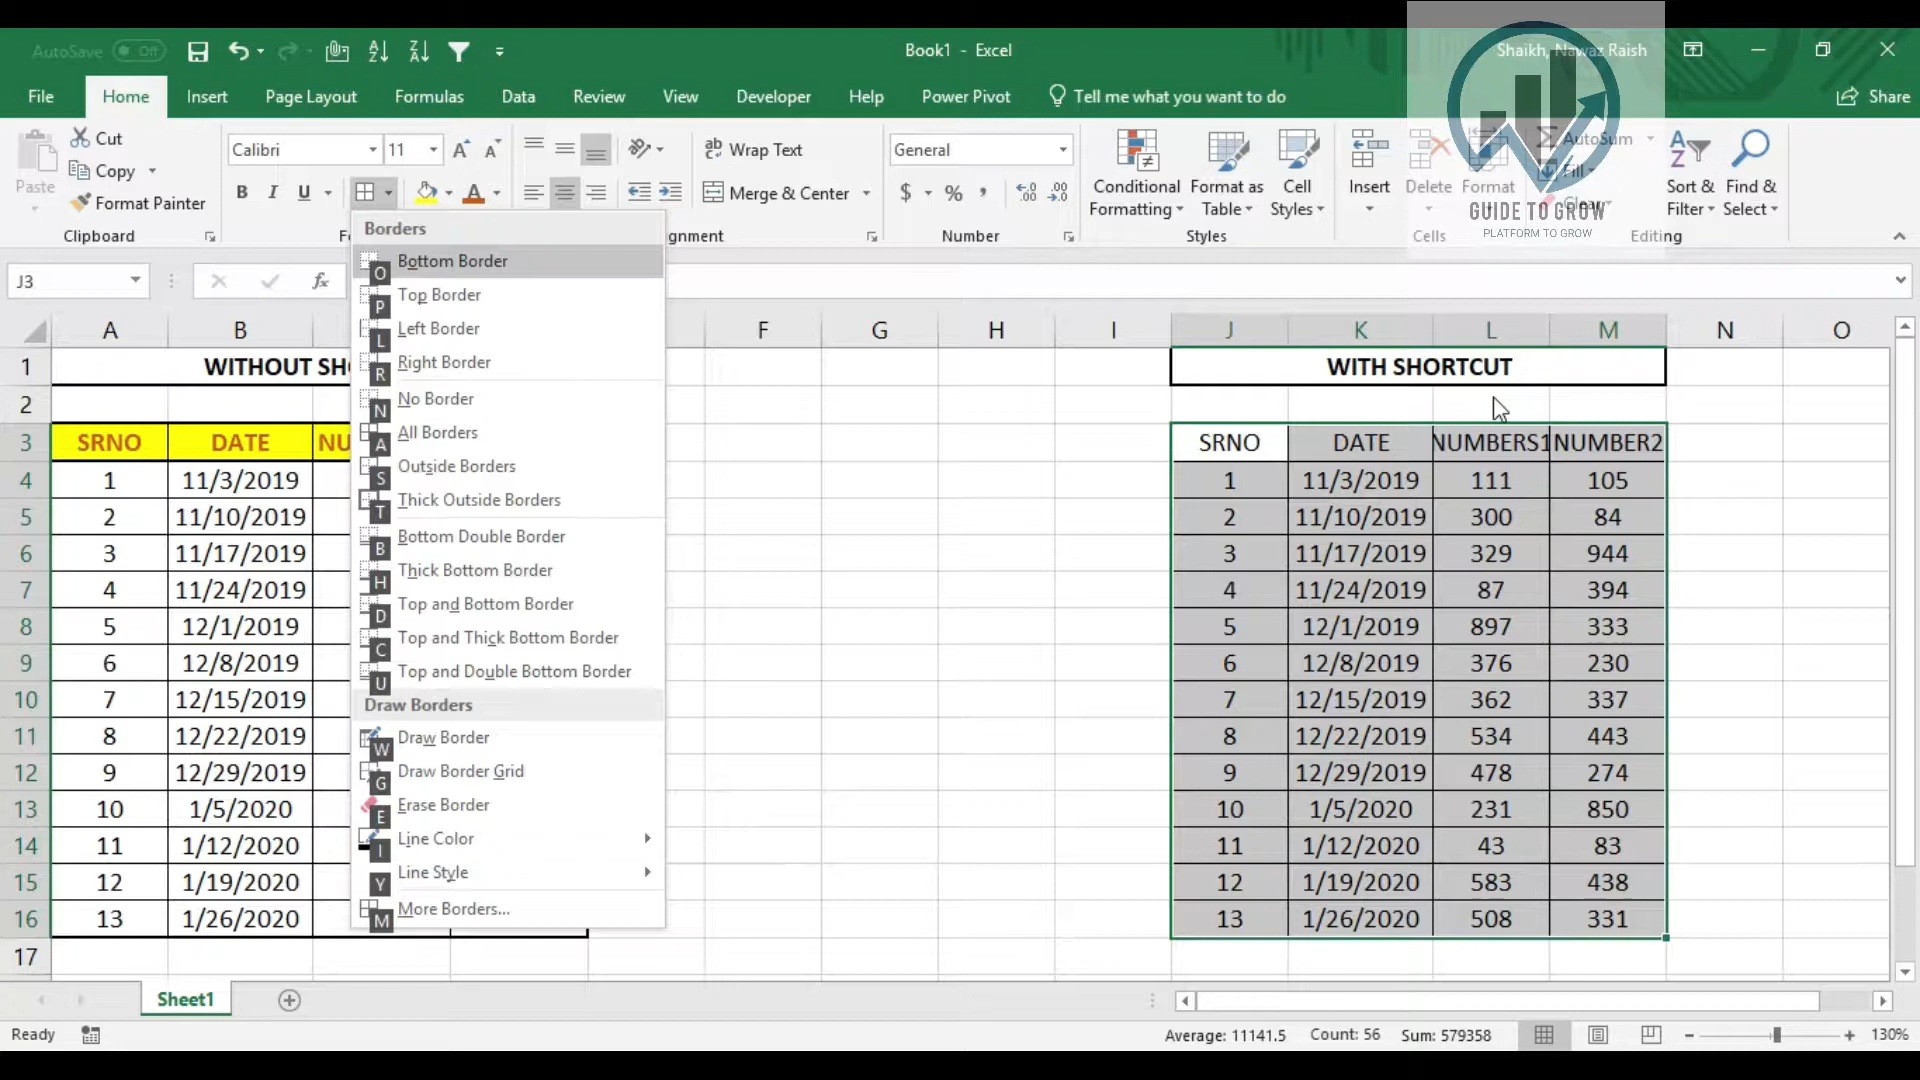 AutoSave Off
Book1 - Excel
Shaikh, Nawaz Raish
File Home Insert Page Layout Formulas Data Review View Developer Help Power Pivot Tell me what you want to do Share
Paste
Cut
Copy
Format Painter
Clipboard
Calibri 11
B I U
Wrap Text
Merge & Center
gnment
General
$ % ,
Number
Conditional Formatting
Format as Table
Cell Styles
Styles
Insert Delete Format
Cells
AutoSum
Fill
Clear
Sort & Filter
Find & Select
Editing
GUIDE TO GROW
PLATFORM TO GROW
J3
fx
Borders
O Bottom Border
P Top Border
L Left Border
R Right Border
N No Border
A All Borders
S Outside Borders
T Thick Outside Borders
B Bottom Double Border
H Thick Bottom Border
D Top and Bottom Border
C Top and Thick Bottom Border
U Top and Double Bottom Border
Draw Borders
W Draw Border
G Draw Border Grid
E Erase Border
I Line Color
Y Line Style
M More Borders...
A B F G H I J K L M N O
1 WITHOUT SH WITH SHORTCUT
2
3 SRNO DATE NU SRNO DATE NUMBERS1 NUMBER2
4 1 11/3/2019 1 11/3/2019 111 105
5 2 11/10/2019 2 11/10/2019 300 84
6 3 11/17/2019 3 11/17/2019 329 944
7 4 11/24/2019 4 11/24/2019 87 394
8 5 12/1/2019 5 12/1/2019 897 333
9 6 12/8/2019 6 12/8/2019 376 230
10 7 12/15/2019 7 12/15/2019 362 337
11 8 12/22/2019 8 12/22/2019 534 443
12 9 12/29/2019 9 12/29/2019 478 274
13 10 1/5/2020 10 1/5/2020 231 850
14 11 1/12/2020 11 1/12/2020 43 83
15 12 1/19/2020 12 1/19/2020 583 438
16 13 1/26/2020 13 1/26/2020 508 331
17
Sheet1
Ready
Average: 11141.5 Count: 56 Sum: 579358
130%